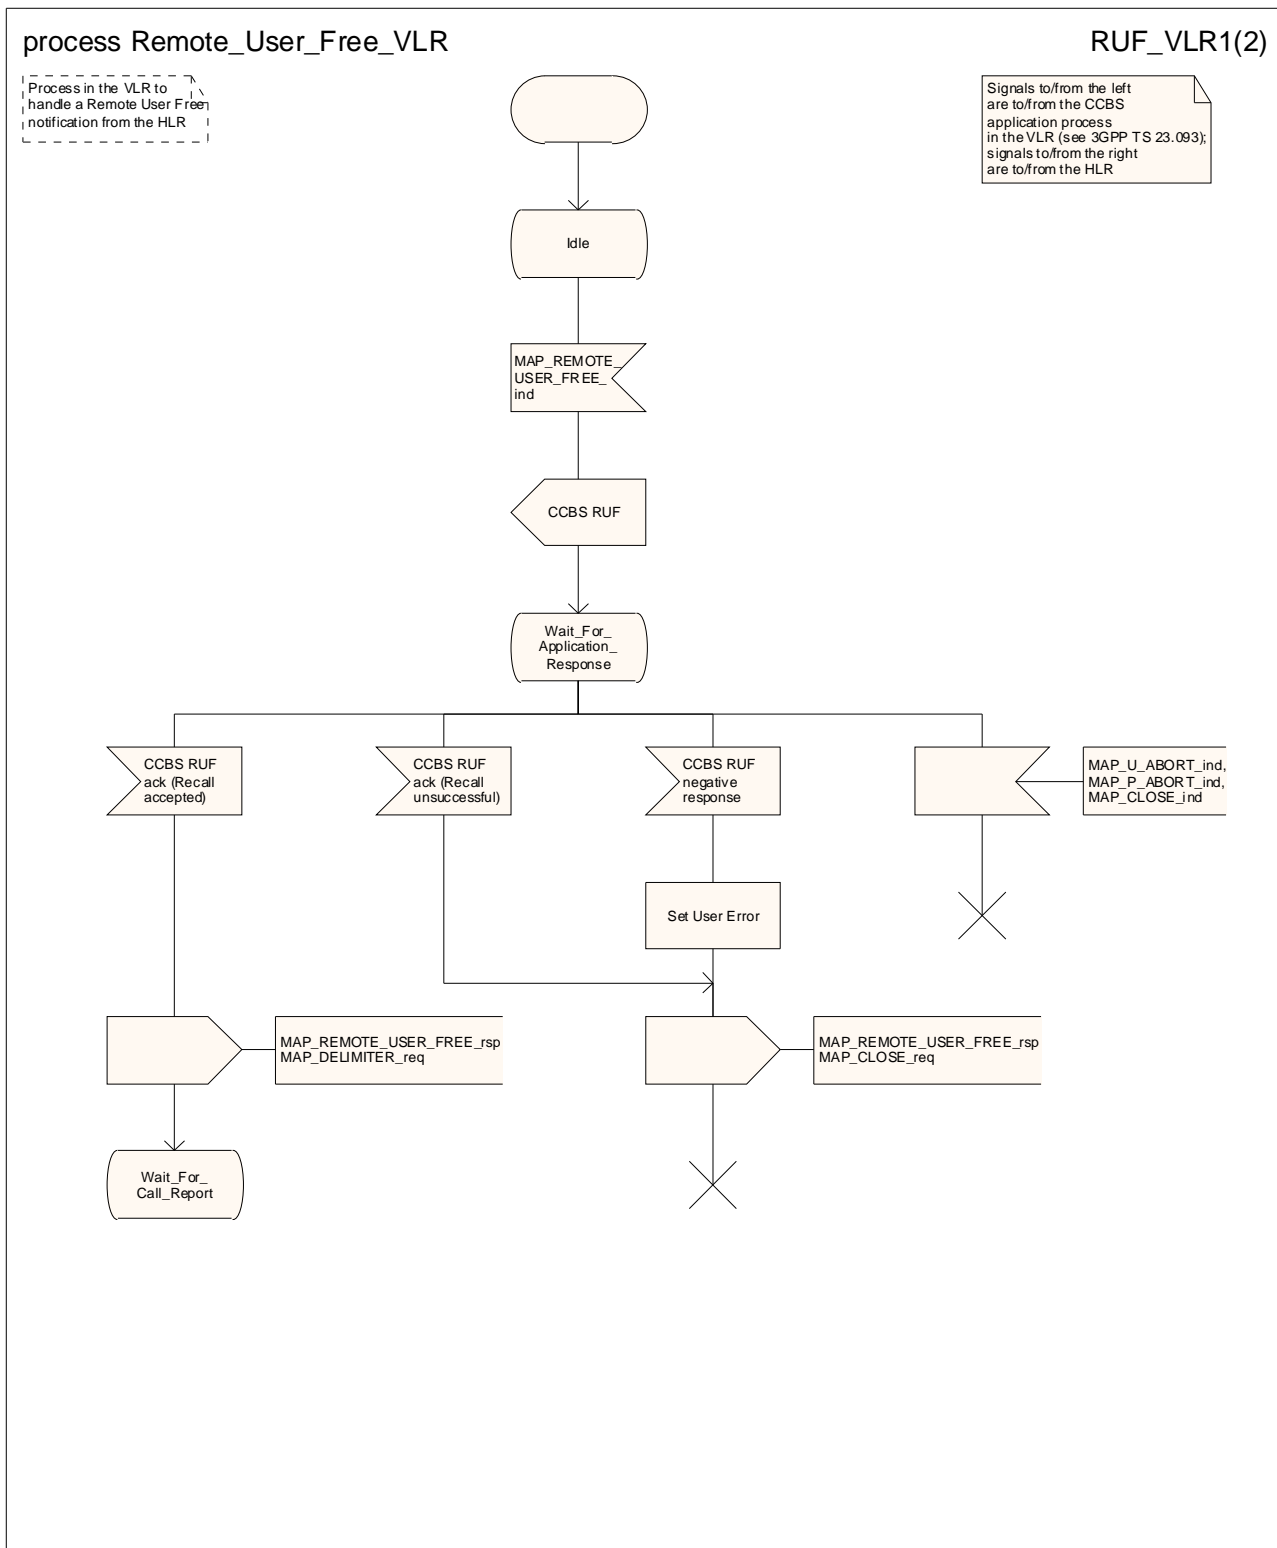 process Remote_User_Free_VLR
RUF_VLR1(2)
Process in the VLR to
handle a Remote User Free
notification from the HLR
Signals to/from the left
are to/from the CCBS
application process
in the VLR (see 3GPP TS 23.093);
signals to/from the right
are to/from the HLR
Idle
MAP_REMOTE_
USER_FREE_
ind
CCBS RUF
Wait_For_
Application_
Response
CCBS RUF
ack (Recall
accepted)
CCBS RUF
ack (Recall
unsuccessful)
CCBS RUF
negative
response
MAP_U_ABORT_ind,
MAP_P_ABORT_ind,
MAP_CLOSE_ind
Set User Error
MAP_REMOTE_USER_FREE_rsp
MAP_DELIMITER_req
MAP_REMOTE_USER_FREE_rsp
MAP_CLOSE_req
Wait_For_
Call_Report